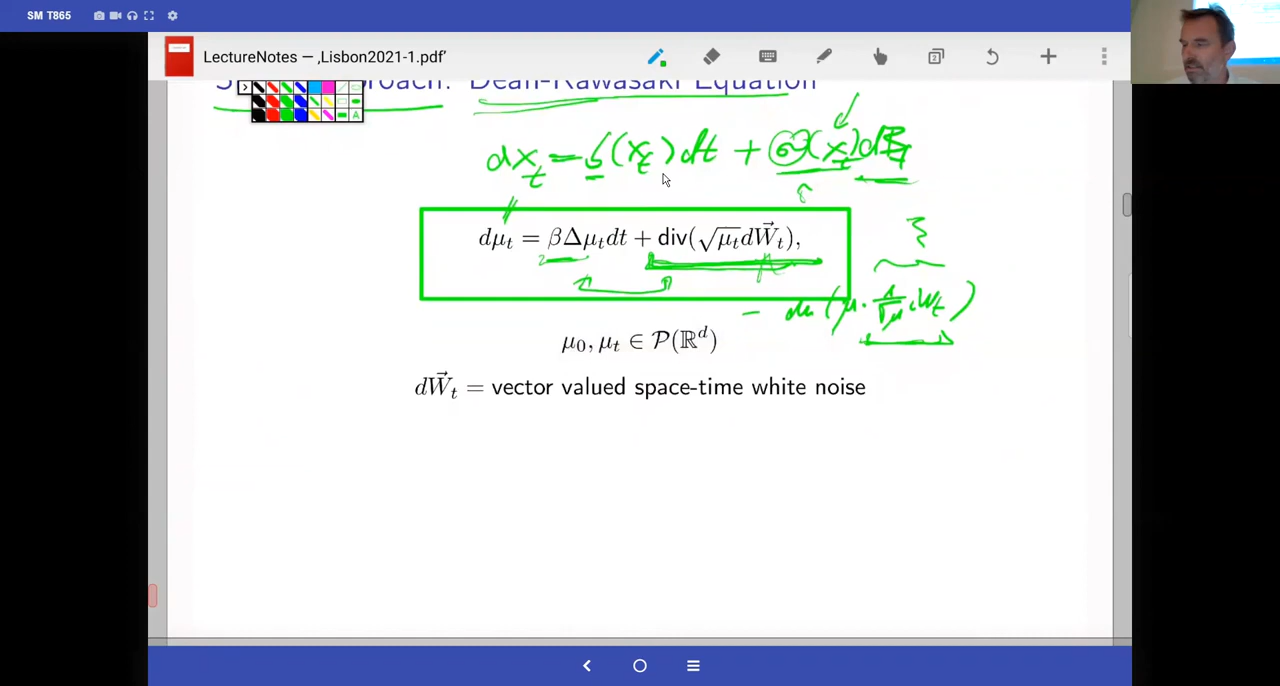 SM T865
LectureNotes — ‚Lisbon2021-1.pdf'
roach: Dean-Kawasaki Equation
dx_t = b(x_t)dt + σ(x_t)dB_t
dμ_t = βΔμ_t dt + div(√μ_t dW⃗_t),
ξ
μ_0, μ_t ∈ P(ℝ^d)
dW⃗_t = vector valued space-time white noise